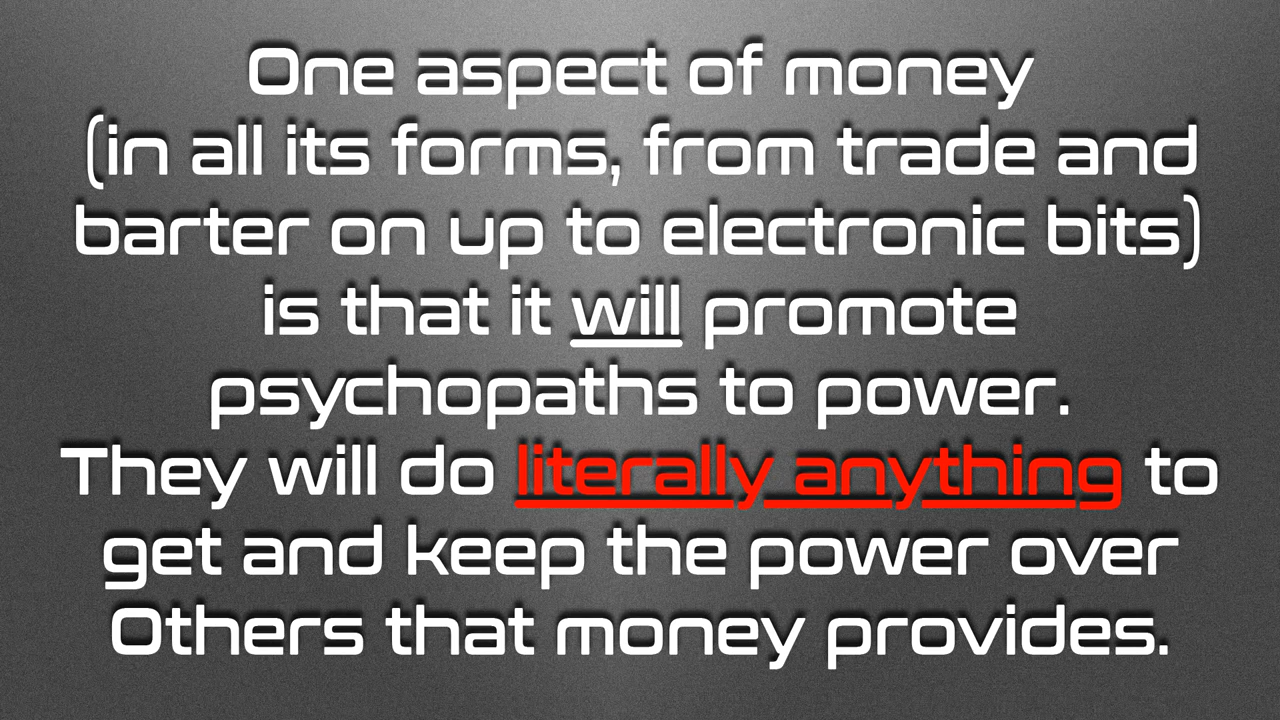 One aspect of money
(in all its forms, from trade and
barter on up to electronic bits)
is that it will promote
psychopaths to power.
They will do literally anything to
get and keep the power over
Others that money provides.